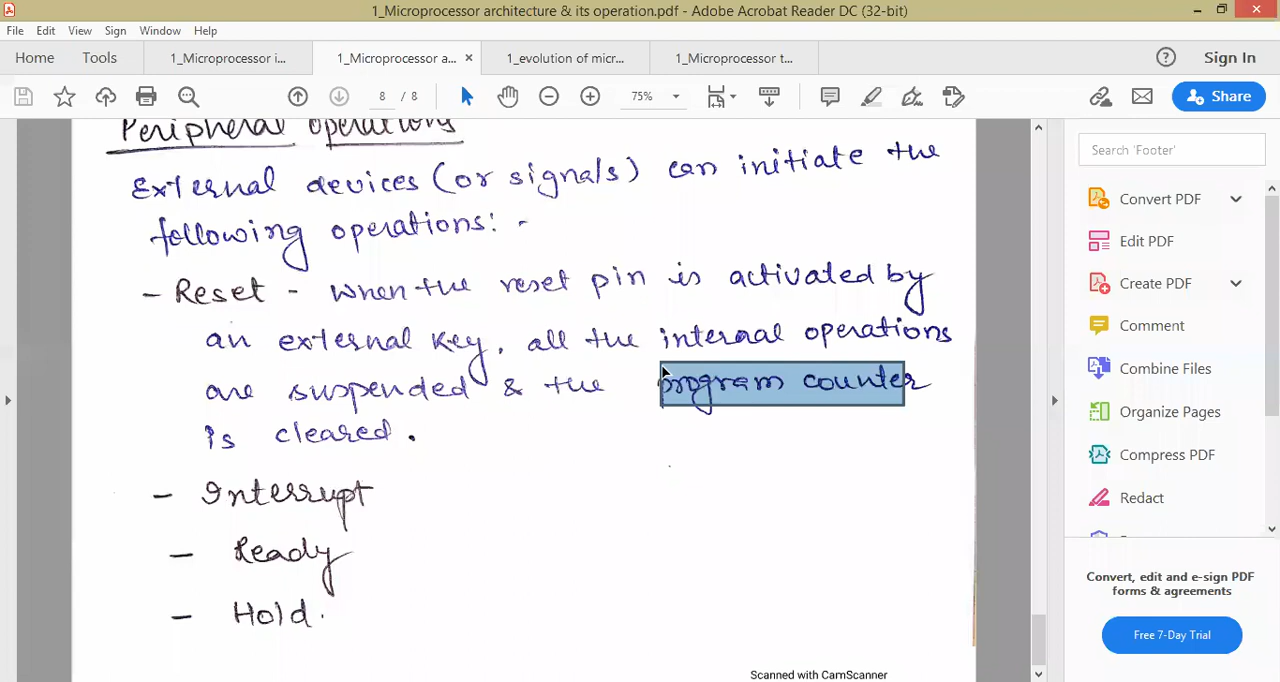 1_Microprocessor architecture & its operation.pdf - Adobe Acrobat Reader DC (32-bit)
File Edit View Sign Window Help
Home Tools 1_Microprocessor i... 1_Microprocessor a... × 1_evolution of micr... 1_Microprocessor t... Sign In
8 / 8 75% Share
Peripheral operations
External devices (or signals) can initiate the
following operations: -
- Reset - When the reset pin is activated by
an external key, all the internal operations
are suspended & the program counter
is cleared.
- Interrupt
- Ready
- Hold.
Scanned with CamScanner
Search 'Footer'
Convert PDF
Edit PDF
Create PDF
Comment
Combine Files
Organize Pages
Compress PDF
Redact
Convert, edit and e-sign PDF
forms & agreements
Free 7-Day Trial